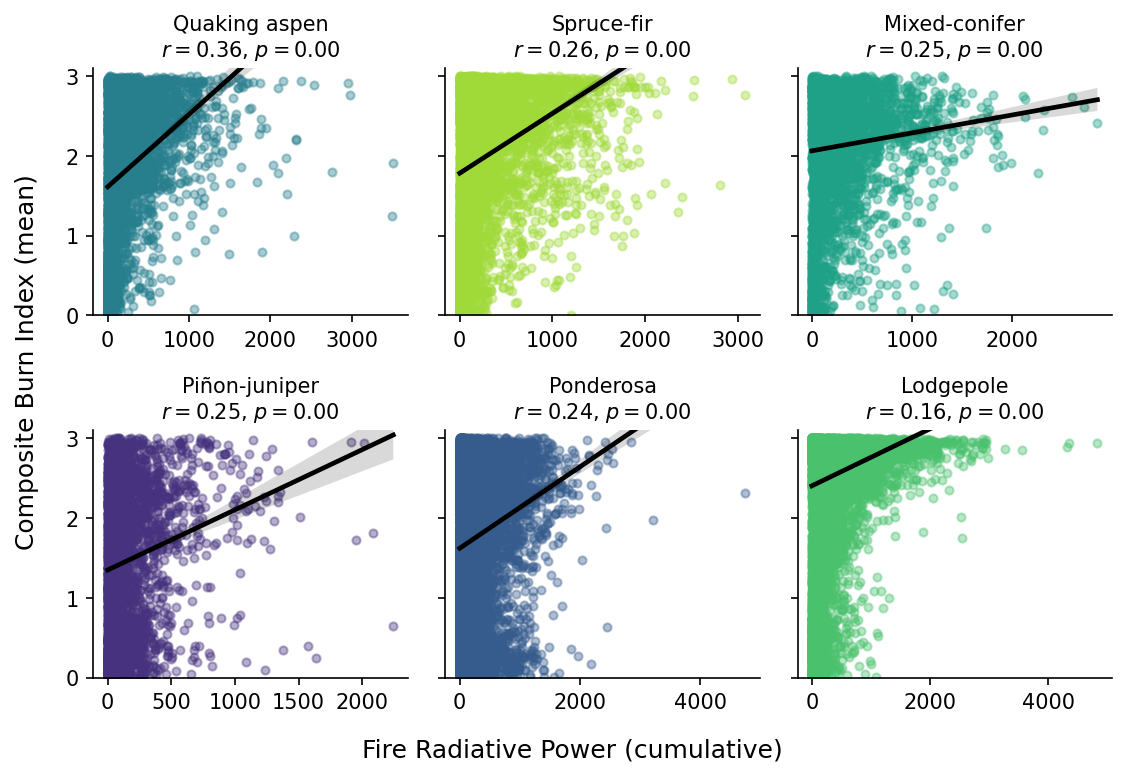 Quaking aspen
r = 0.36, p = 0.00
Spruce-fir
r = 0.26, p = 0.00
Mixed-conifer
r = 0.25, p = 0.00
3
2
1
0
0 1000 2000 3000
0 1000 2000 3000
0 1000 2000
Composite Burn Index (mean)
Piñon-juniper
r = 0.25, p = 0.00
Ponderosa
r = 0.24, p = 0.00
Lodgepole
r = 0.16, p = 0.00
3
2
1
0
0 500 1000 1500 2000
0 2000 4000
0 2000 4000
Fire Radiative Power (cumulative)